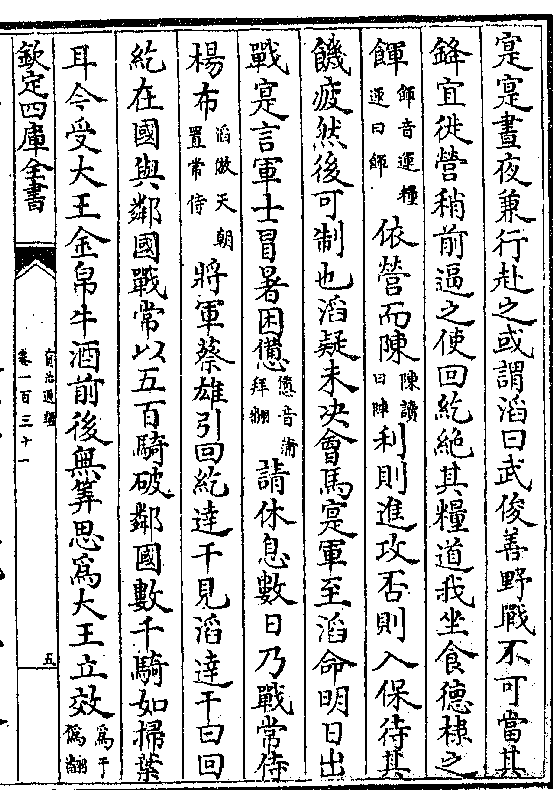 寔寔晝夜兼行赴之或謂滔曰武俊善野戰不可當其
鋒宜徙營稍前逼之使回紇絶其糧道我坐食德棣之
餫餫音運糧運曰餫依營而陳陳讀曰陣利則進攻否則入保待其
饑疲然後可制也滔疑未决會馬寔軍至滔命明日出
戰寔言軍士冒暑困憊憊音蒲拜翻請休息數日乃戰常侍
楊布滔倣天朝置常侍將軍蔡雄引回紇達干見滔達干曰回
紇在國與鄰國戰常以五百騎破鄰國數千騎如掃葉
耳今受大王金帛牛酒前後無筭思為大王立效為于偽翻
欽定四庫全書
資治通鑑
卷一百三十一
五